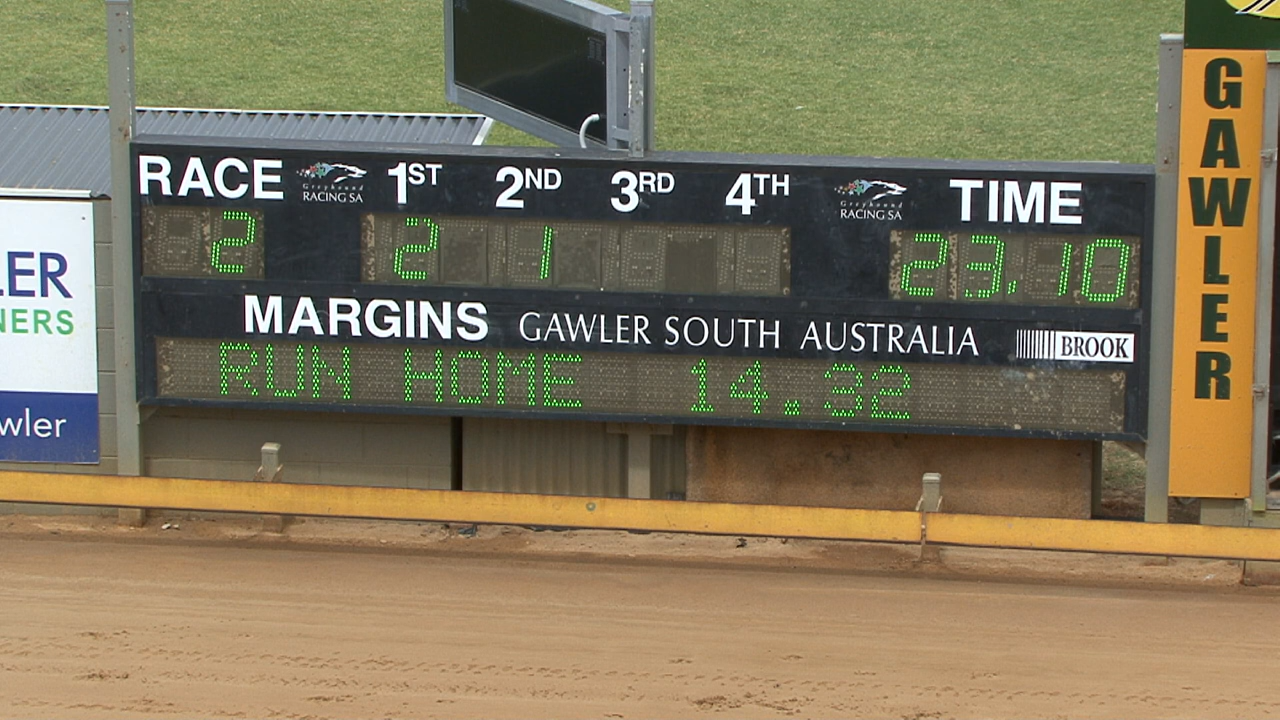 RACE Greyhound RACING SA 1ST 2ND 3RD 4TH Greyhound RACING SA TIME
2 2 1 23.10
MARGINS GAWLER SOUTH AUSTRALIA BROOK
RUN HOME 14.32
GAWLER
LER
NERS
wler